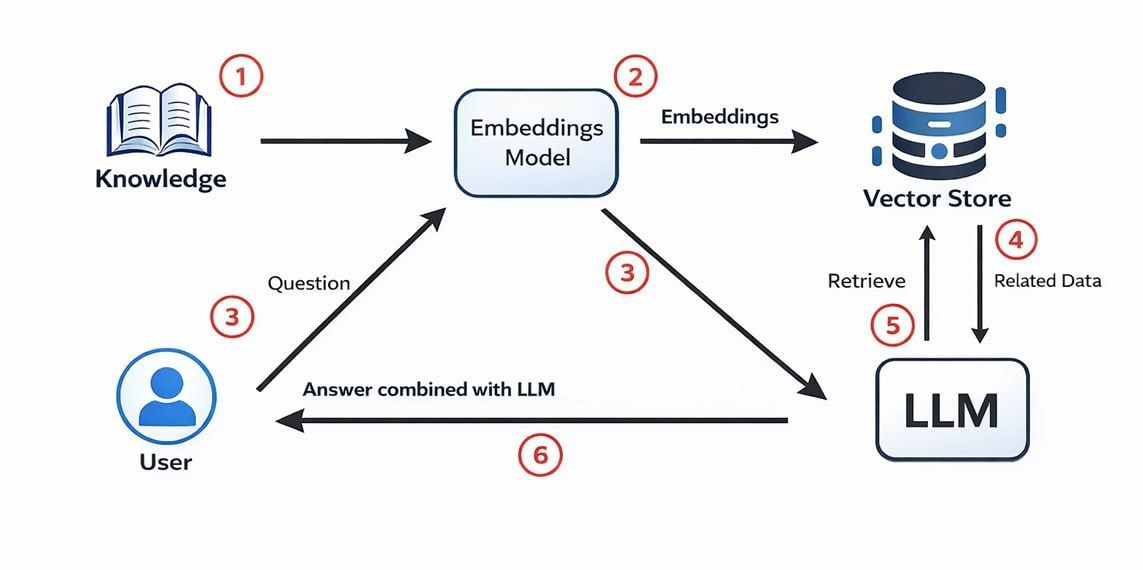 1
2
Embeddings
Model
Embeddings
Knowledge
Vector Store
4
Question
3
Retrieve
Related Data
3
5
Answer combined with LLM
LLM
6
User